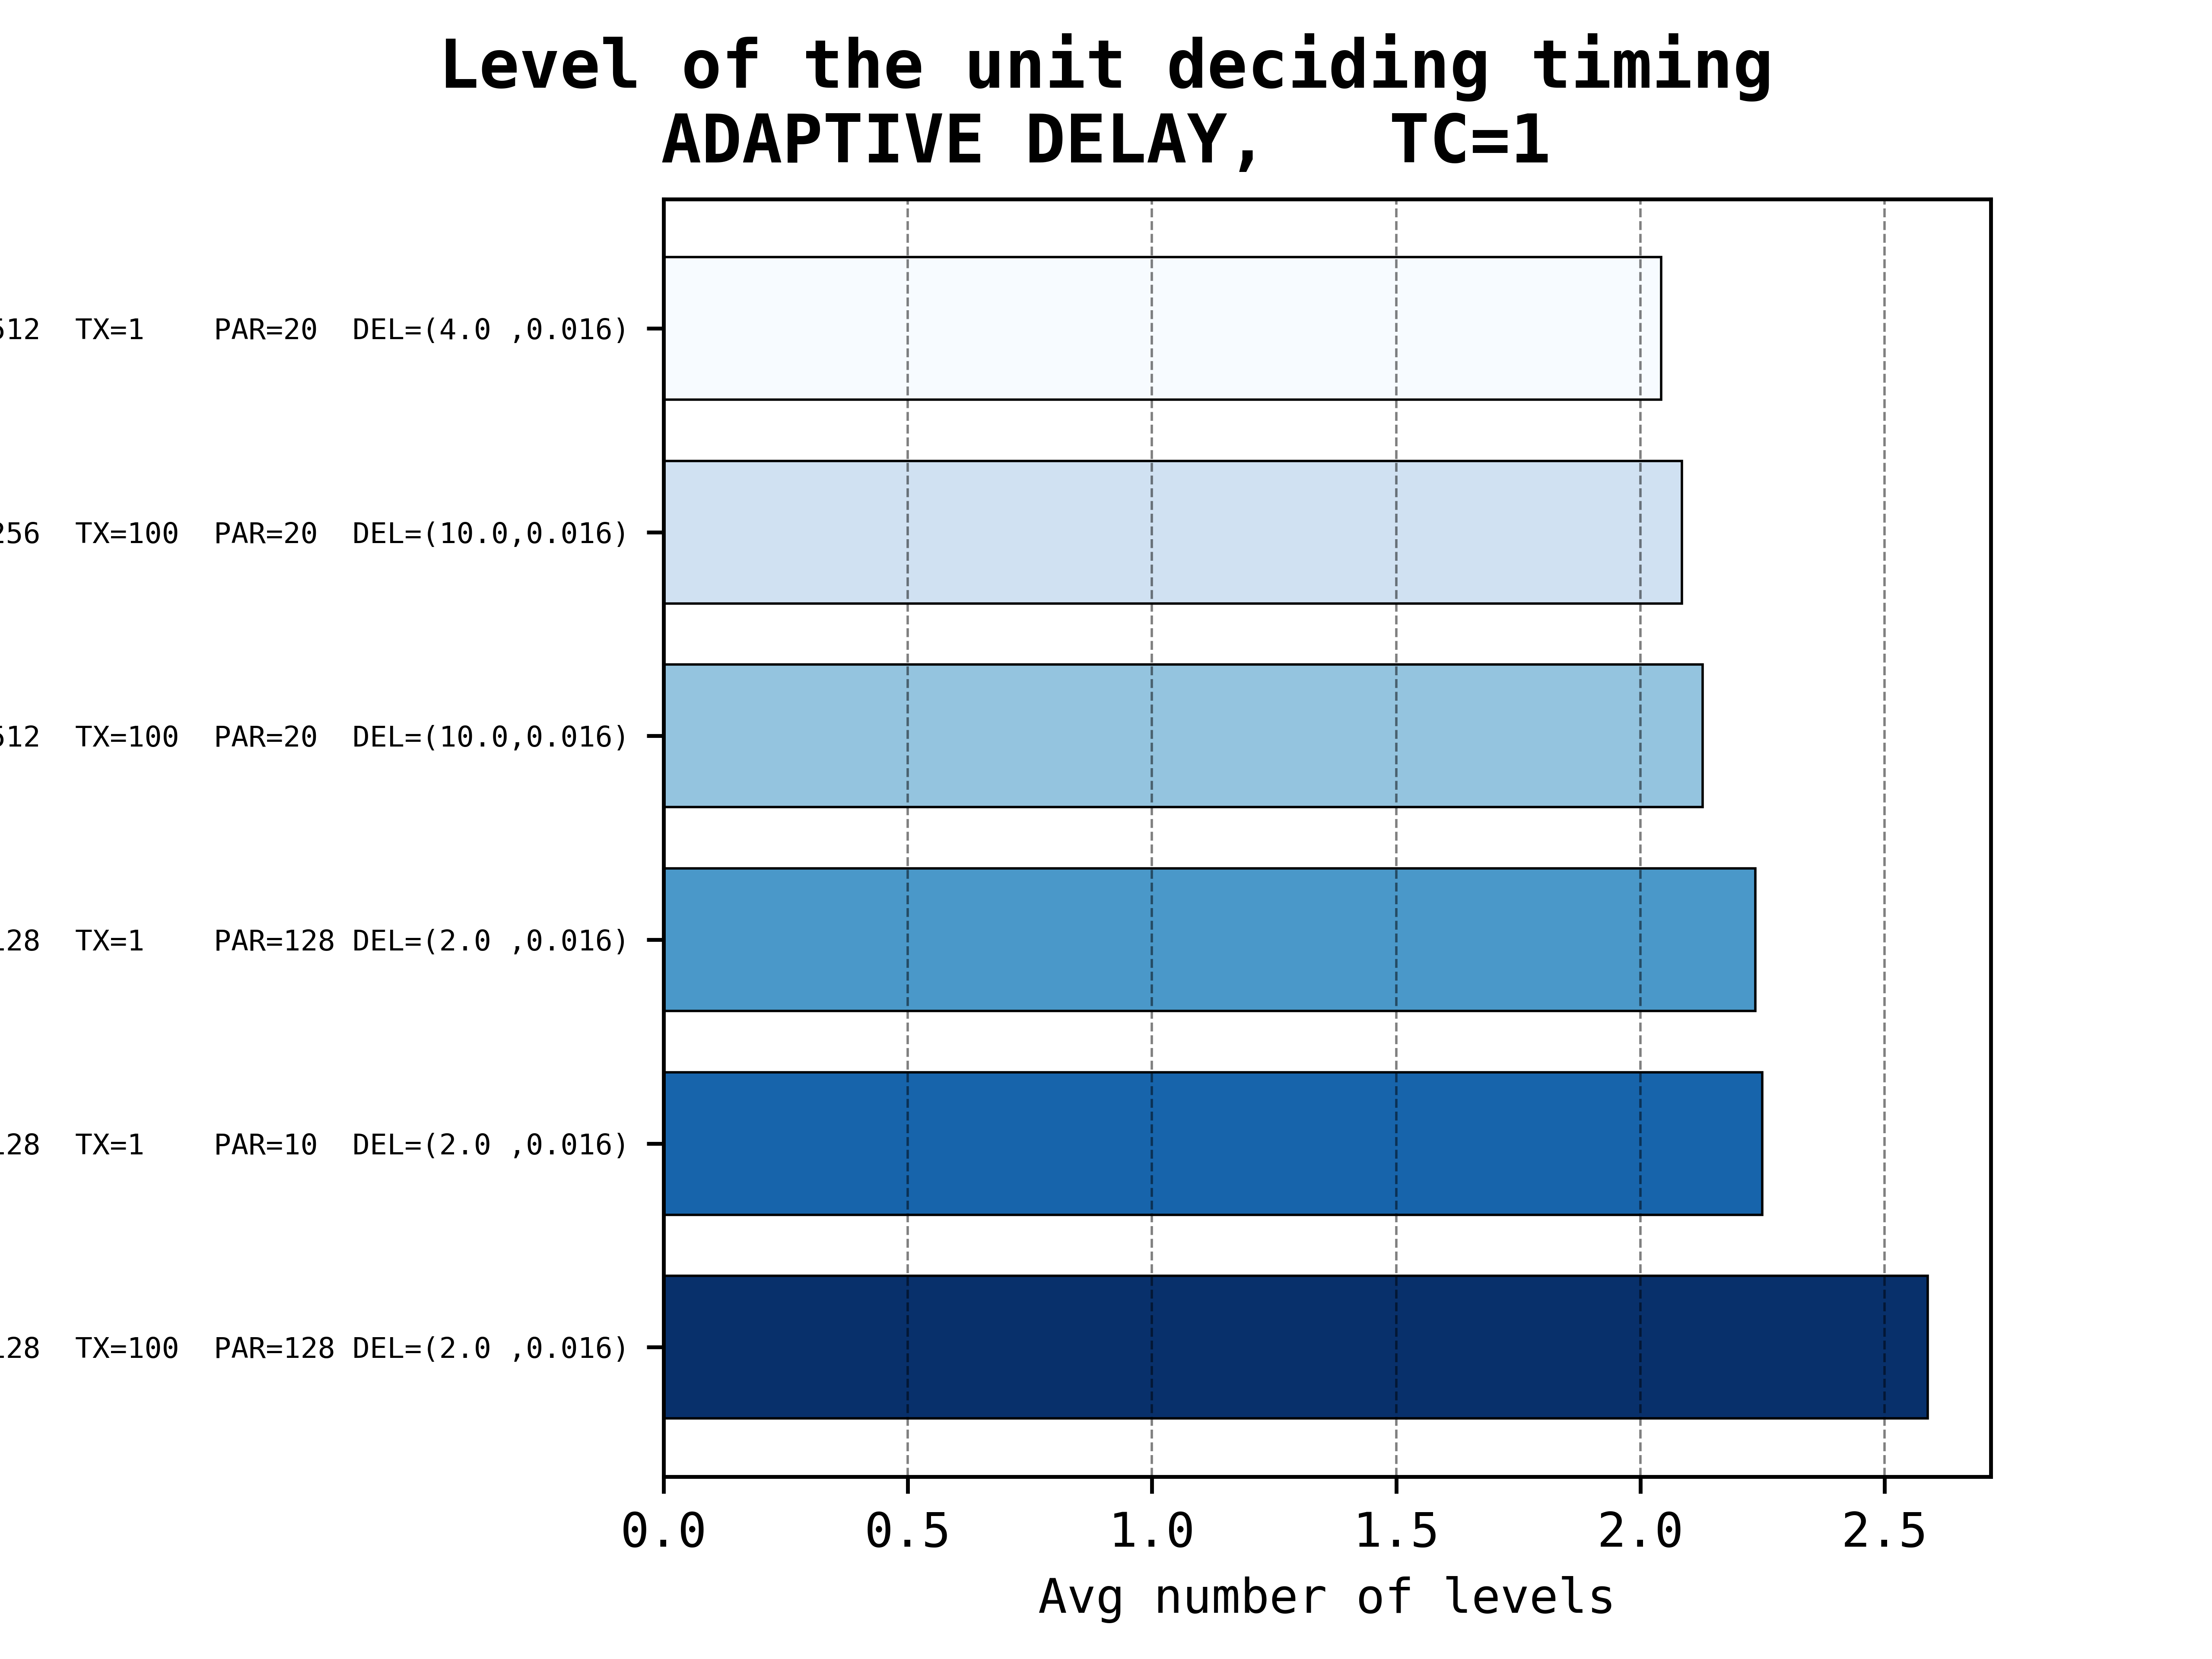 Level of the unit deciding timing
ADAPTIVE DELAY, TC=1
TX=1 PAR=20 DEL=(4.0 ,0.016)
TX=100 PAR=20 DEL=(10.0,0.016)
TX=100 PAR=20 DEL=(10.0,0.016)
TX=1 PAR=128 DEL=(2.0 ,0.016)
TX=1 PAR=10 DEL=(2.0 ,0.016)
TX=100 PAR=128 DEL=(2.0 ,0.016)
0.0 0.5 1.0 1.5 2.0 2.5
Avg number of levels